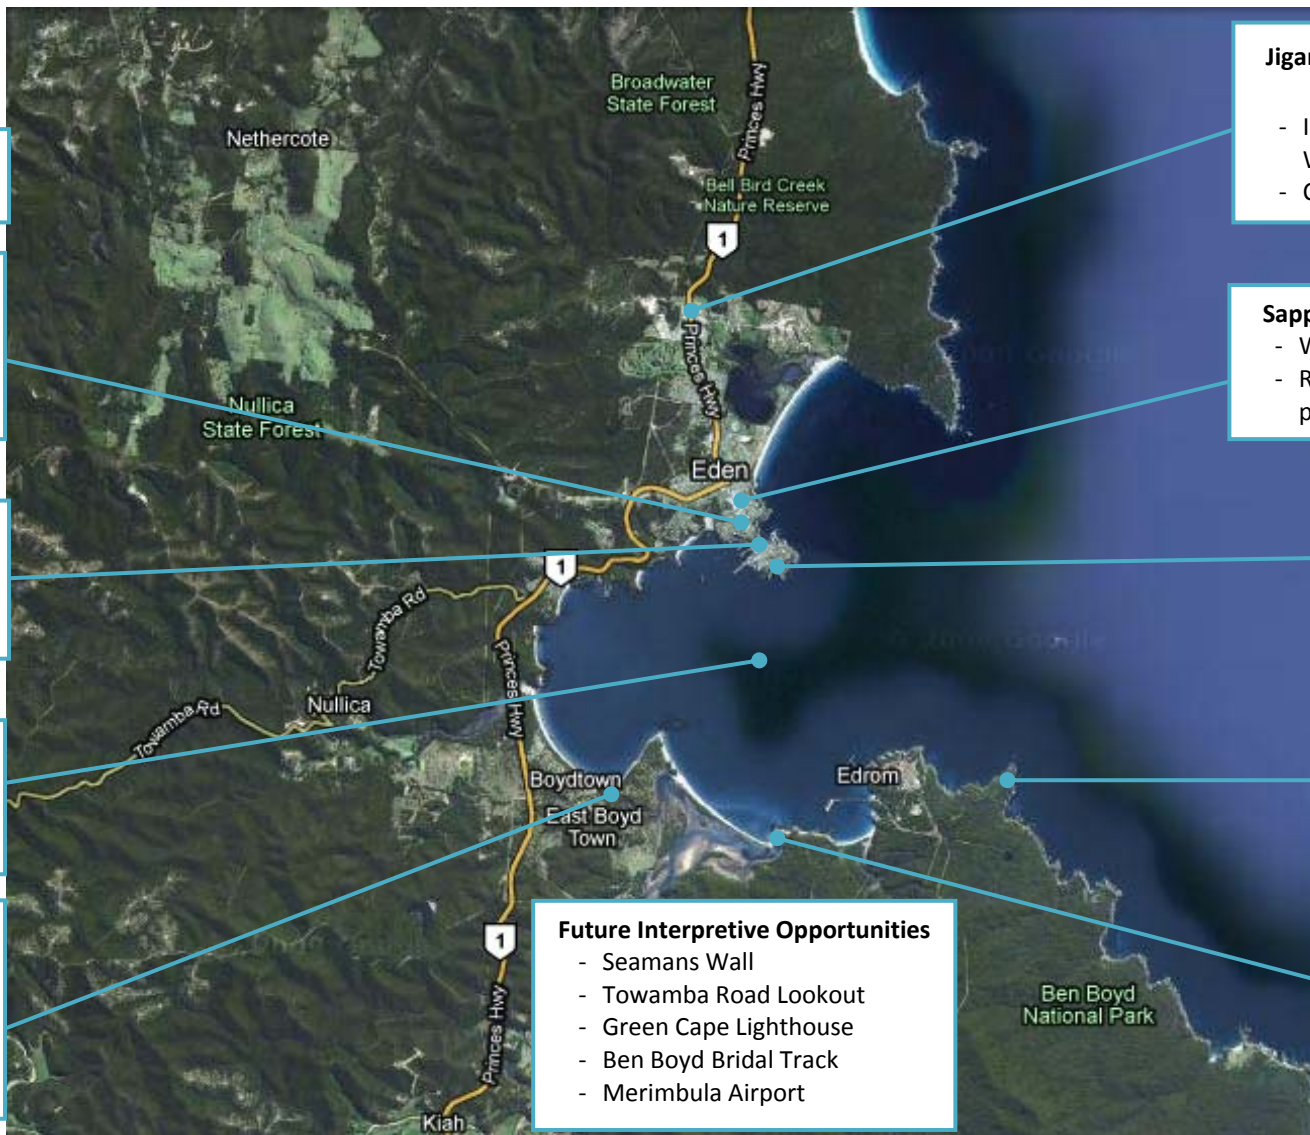 Broadwater
State Forest
Nethercote
Princes Hwy
Bell Bird Creek
Nature Reserve
1
Princes Hwy
Nullica
State Forest
Eden
1
Towamba Rd
Princes Hwy
Nullica
Towamba Rd
Boydtown
East Boyd
Town
Edrom
1
Princes Hwy
Kiah
Ben Boyd
National Park
Jigar
- I
V
- C
Sapp
- W
- R
p
Future Interpretive Opportunities
- Seamans Wall
- Towamba Road Lookout
- Green Cape Lighthouse
- Ben Boyd Bridal Track
- Merimbula Airport